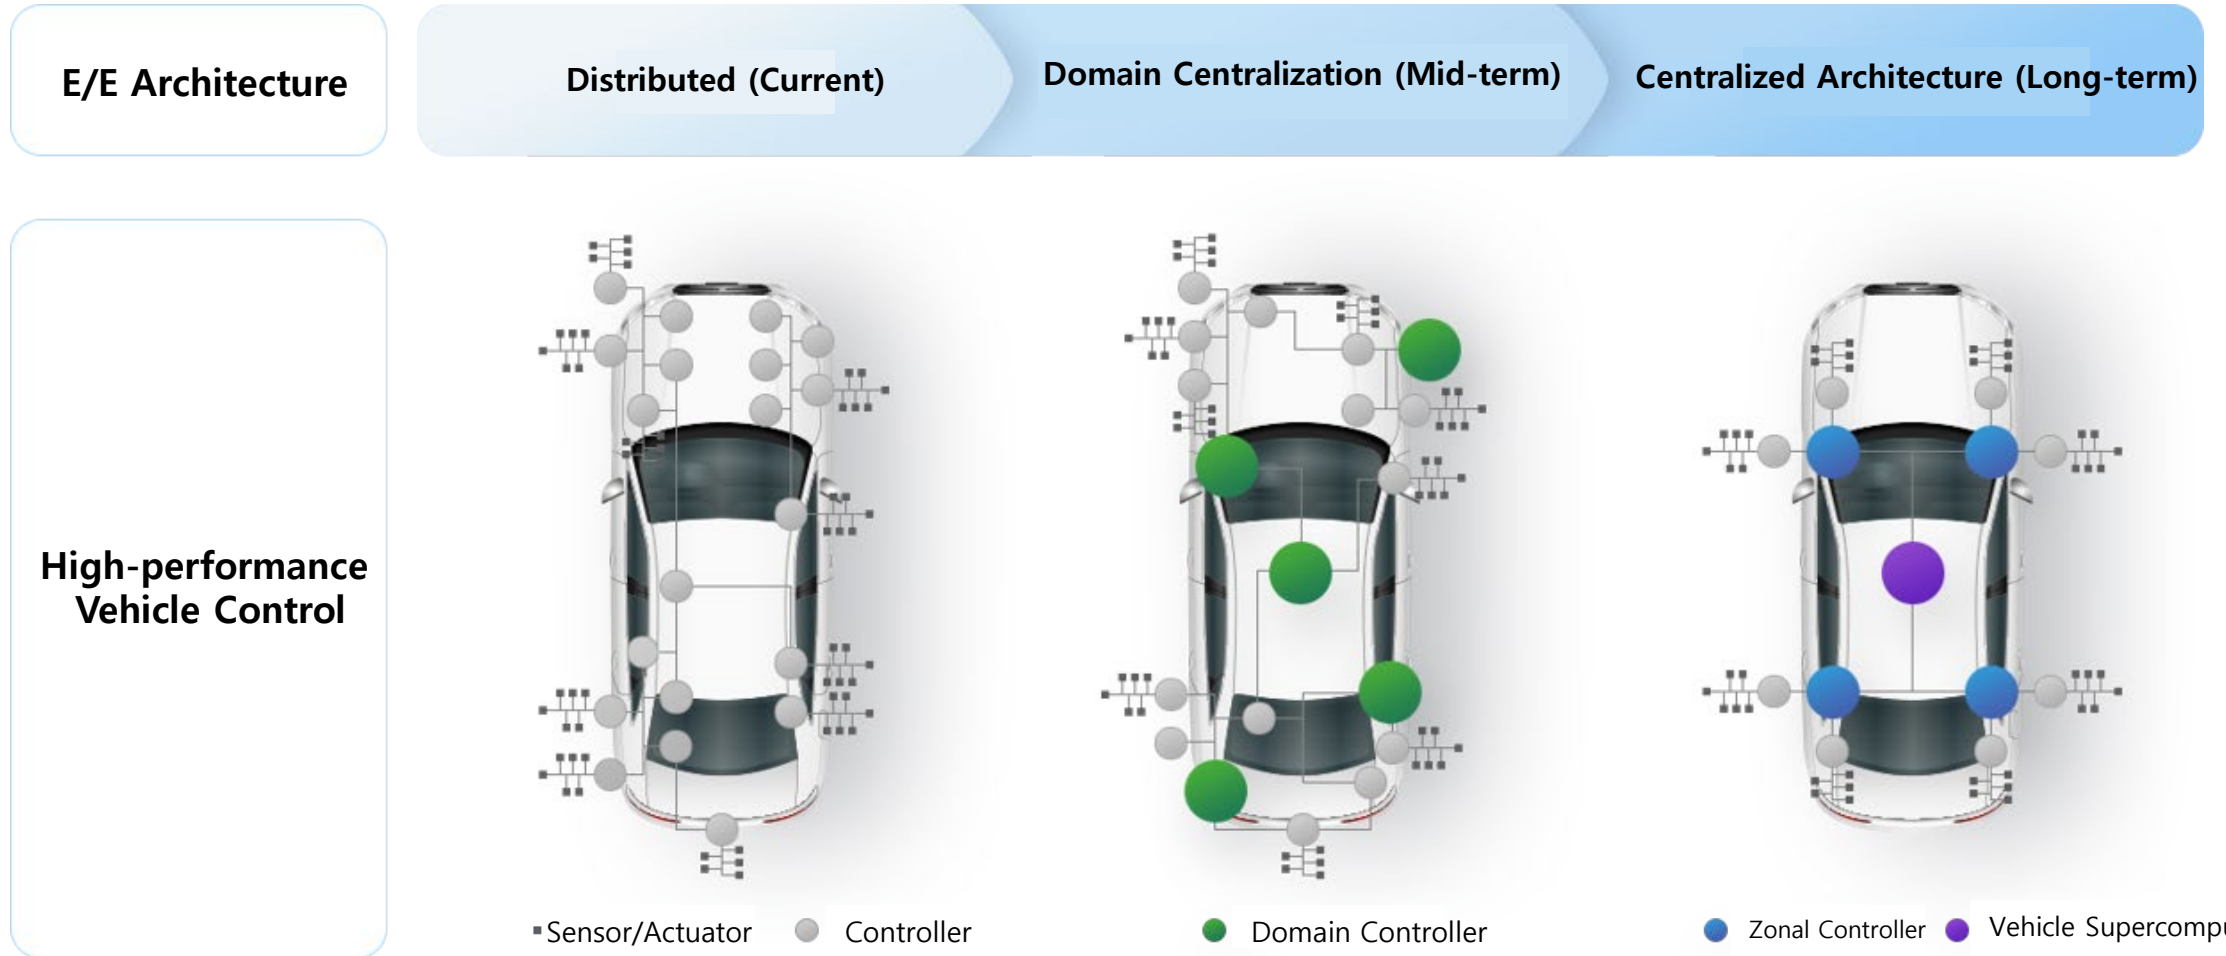 E/E Architecture
Distributed (Current)
Domain Centralization (Mid-term)
Centralized Architecture (Long-term)
High-performance
Vehicle Control
Sensor/Actuator
Controller
Domain Controller
Zonal Controller
Vehicle